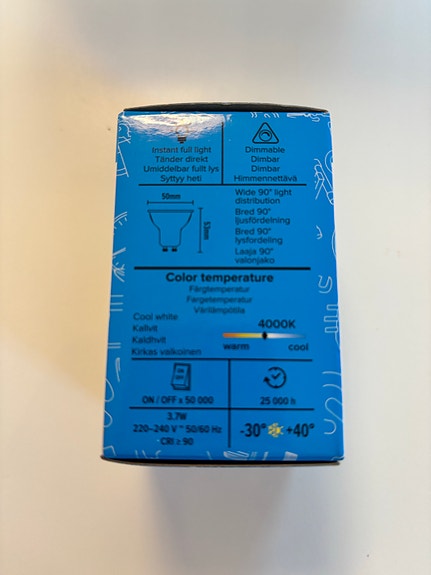 Instant full light
Tänder direkt
Umiddelbar fullt lys
Syttyy heti
Dimmable
Dimbar
Dimbar
Himmennettävä
50mm
53mm
Wide 90° light
distribution
Bred 90°
ljusfördelning
Bred 90°
lysfordeling
Laaja 90°
valonjako
Color temperature
Färgtemperatur
Fargetemperatur
Värilämpötila
Cool white
Kallvit
Kaldhvit
Kirkas valkoinen
4000K
warm cool
ON / OFF x 50 000
25 000 h
3.7W
220–240 V ~ 50/60 Hz
CRI ≥ 90
-30° +40°